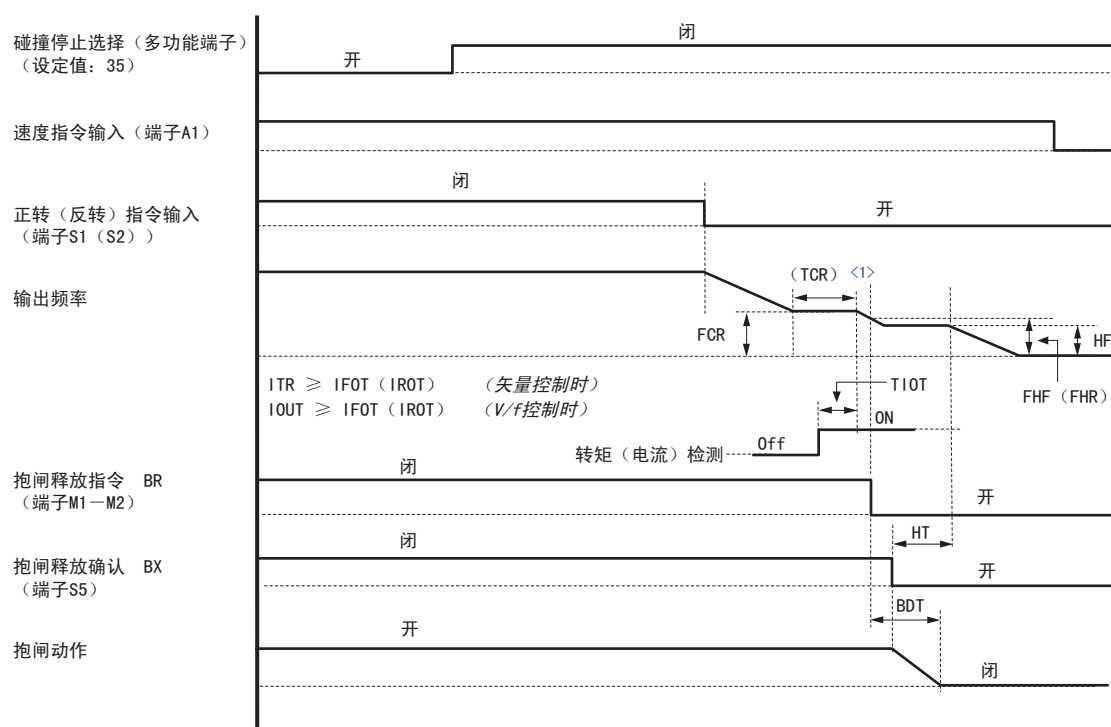 碰撞停止选择（多功能端子）
（设定值：35）
开
闭
速度指令输入（端子A1）
正转（反转）指令输入
（端子S1（S2））
闭
开
输出频率
（TCR）<1>
FCR
HF
FHF（FHR）
ITR ≥ IFOT（IROT） （矢量控制时）
IOUT ≥ IFOT（IROT） （V/f控制时）
TIOT
转矩（电流）检测
Off
ON
抱闸释放指令 BR
（端子M1－M2）
闭
开
HT
抱闸释放确认 BX
（端子S5）
闭
开
BDT
抱闸动作
开
闭